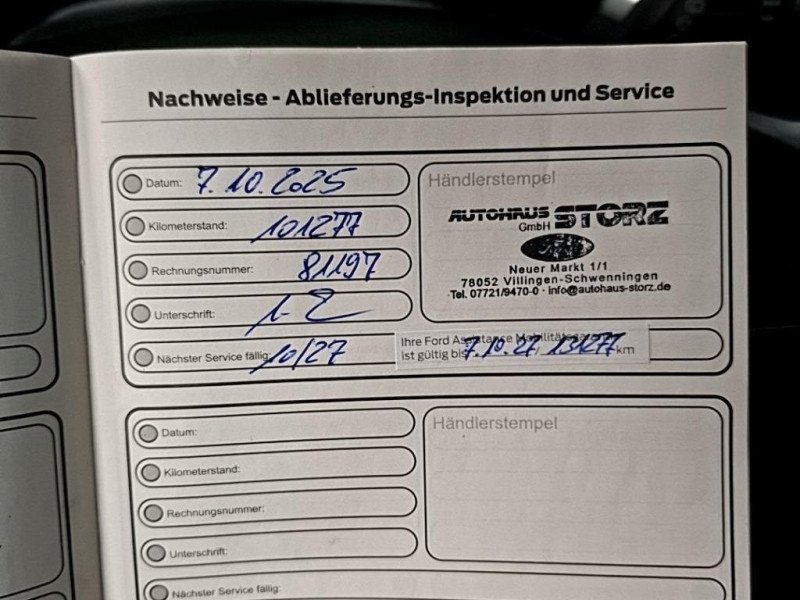 Nachweise - Ablieferungs-Inspektion und Service
Datum: 7.10.2025
Kilometerstand: 101277
Rechnungsnummer: 81197
Unterschrift:
Nächster Service fällig: 10/27
Händlerstempel
AUTOHAUS STORZ
GmbH
Neuer Markt 1/1
78052 Villingen-Schwenningen
Tel. 07721/9470-0 · info@autohaus-storz.de
Ihre Ford Assistance
ist gültig bis 7.10.27, 131277 km
Datum:
Kilometerstand:
Rechnungsnummer:
Unterschrift:
Nächster Service fällig:
Händlerstempel